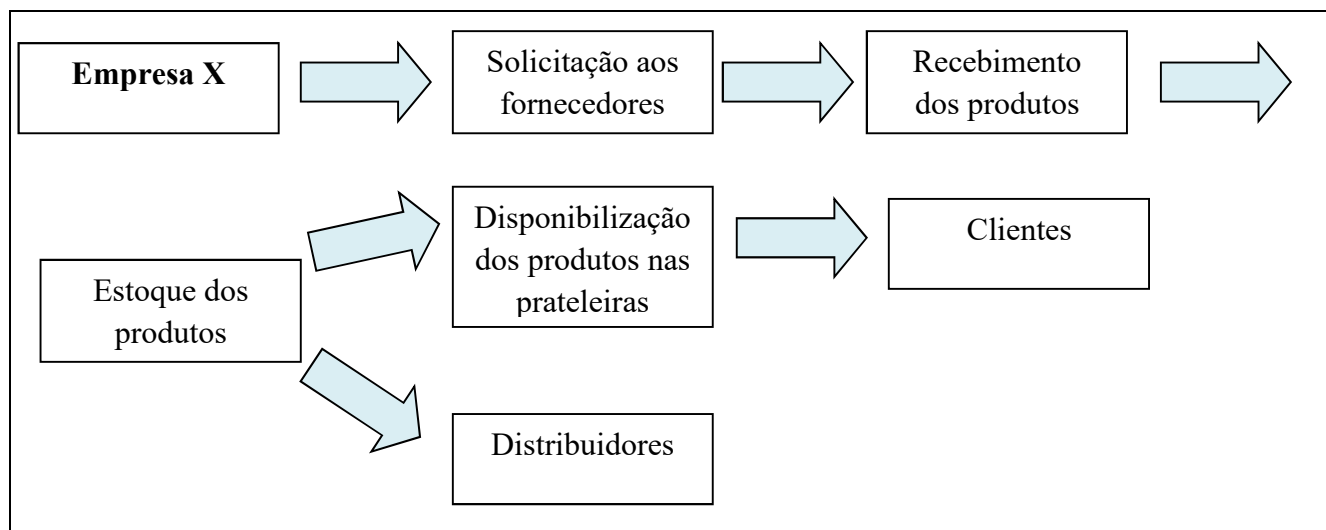 Empresa X
Solicitação aos
fornecedores
Recebimento
dos produtos
Estoque dos
produtos
Disponibilização
dos produtos nas
prateleiras
Clientes
Distribuidores